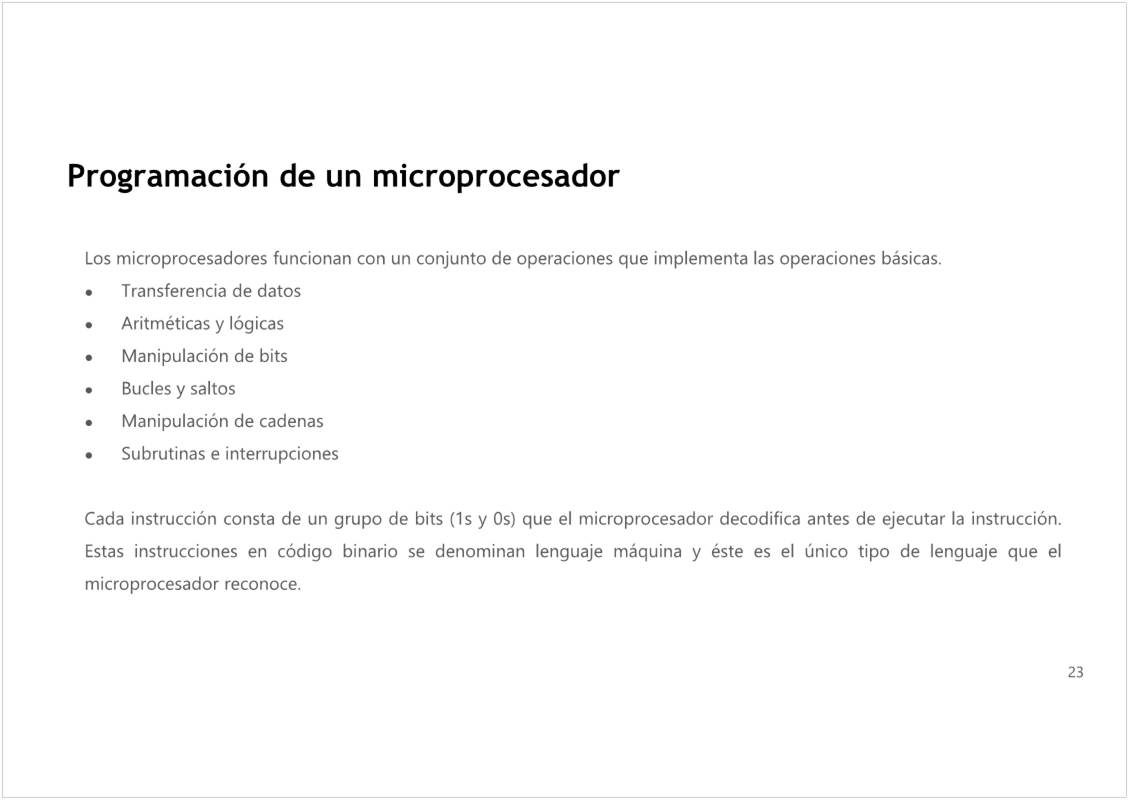 Programación de un microprocesador
Los microprocesadores funcionan con un conjunto de operaciones que implementa las operaciones básicas.
● Transferencia de datos
● Aritméticas y lógicas
● Manipulación de bits
● Bucles y saltos
● Manipulación de cadenas
● Subrutinas e interrupciones
Cada instrucción consta de un grupo de bits (1s y 0s) que el microprocesador decodifica antes de ejecutar la instrucción.
Estas instrucciones en código binario se denominan lenguaje máquina y éste es el único tipo de lenguaje que el
microprocesador reconoce.
23